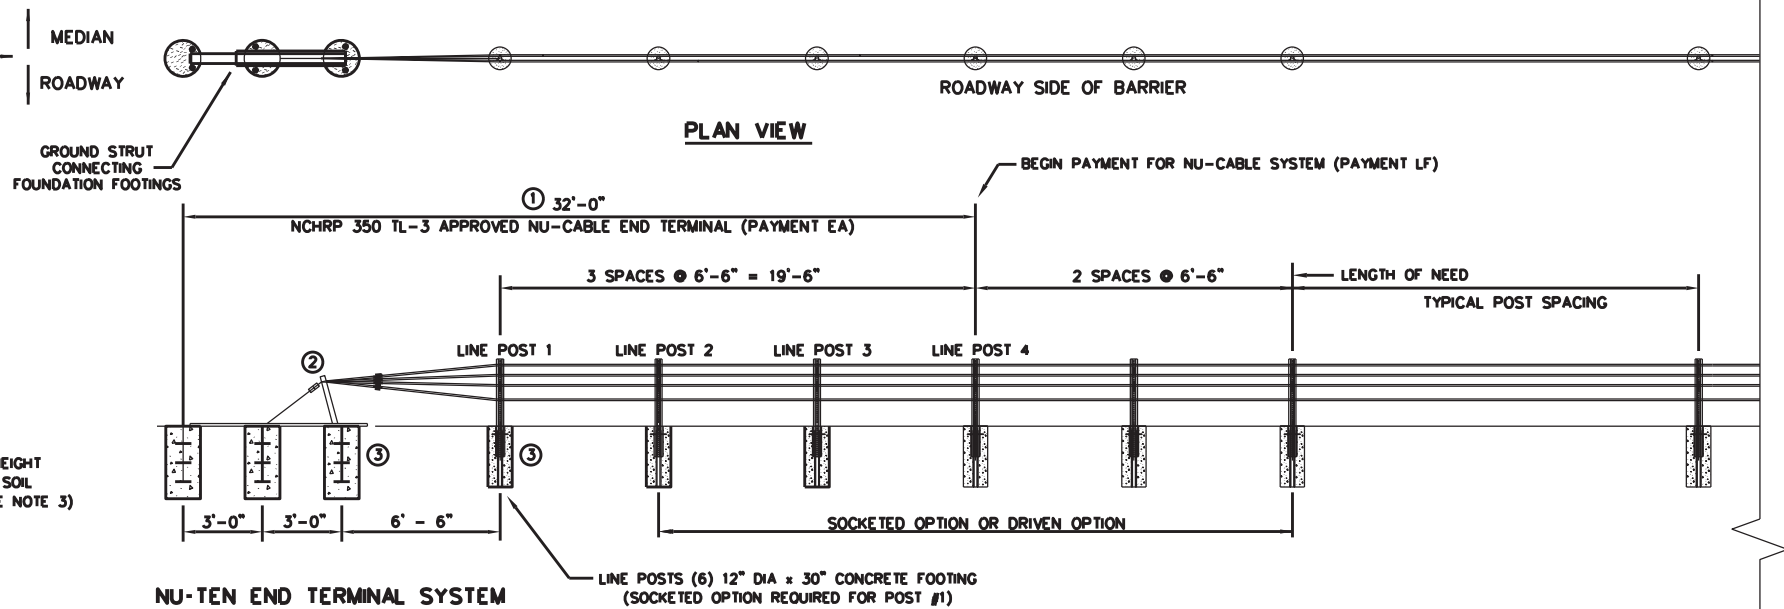 MEDIAN
ROADWAY
ROADWAY SIDE OF BARRIER
PLAN VIEW
GROUND STRUT
CONNECTING
FOUNDATION FOOTINGS
BEGIN PAYMENT FOR NU-CABLE SYSTEM (PAYMENT LF)
① 32'-0"
NCHRP 350 TL-3 APPROVED NU-CABLE END TERMINAL (PAYMENT EA)
3 SPACES @ 6'-6" = 19'-6"
2 SPACES @ 6'-6"
LENGTH OF NEED
TYPICAL POST SPACING
LINE POST 1
LINE POST 2
LINE POST 3
LINE POST 4
②
③
③
EIGHT
SOIL
E NOTE 3)
3'-0"
3'-0"
6' - 6"
SOCKETED OPTION OR DRIVEN OPTION
LINE POSTS (6) 12" DIA x 30" CONCRETE FOOTING
(SOCKETED OPTION REQUIRED FOR POST #1)
NU-TEN END TERMINAL SYSTEM